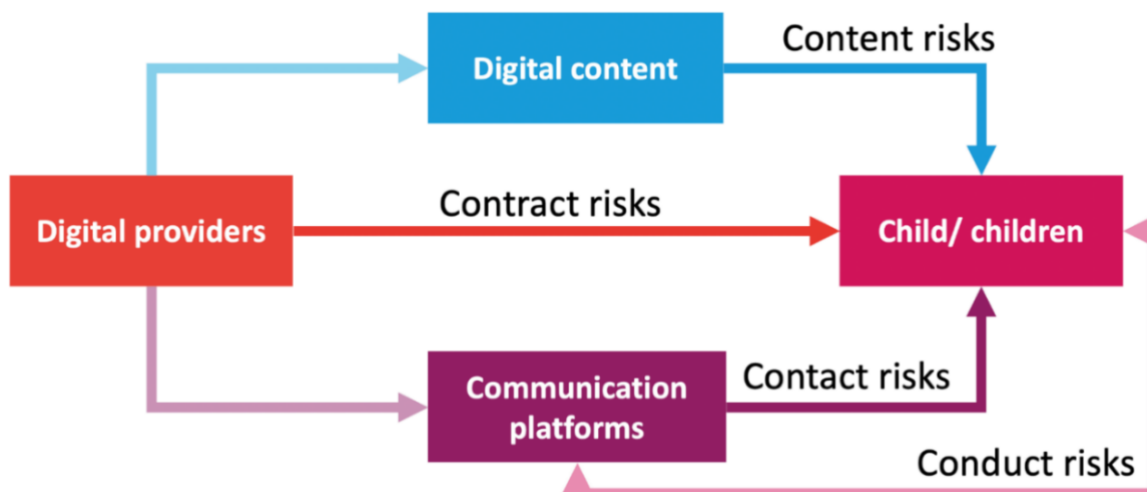 Content risks
Digital content
Contract risks
Digital providers
Child/ children
Communication
platforms
Contact risks
Conduct risks